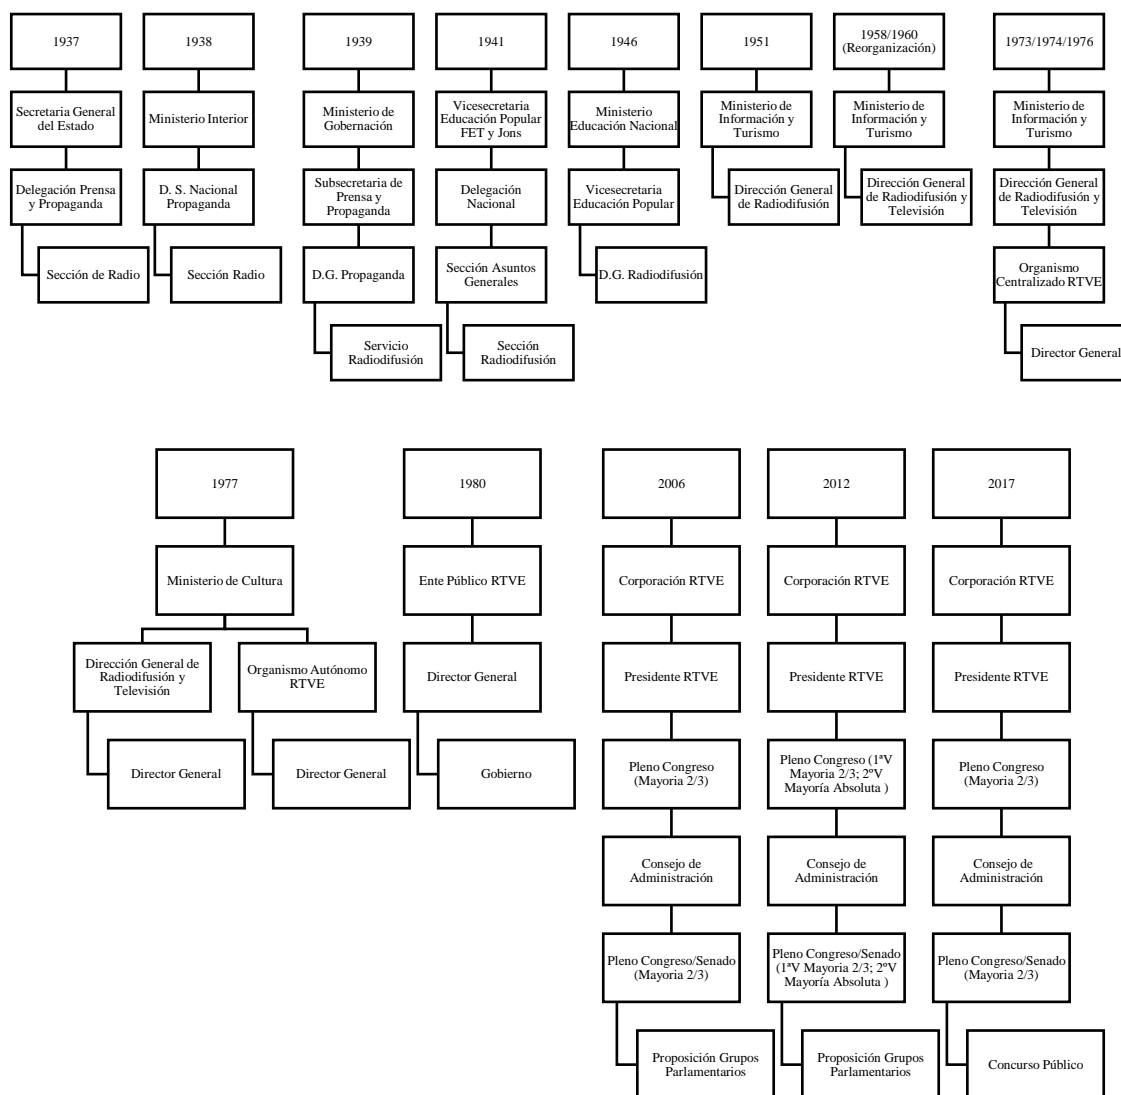 1937
Secretaria General
del Estado
Delegación Prensa
y Propaganda
Sección de Radio
1938
Ministerio Interior
D. S. Nacional
Propaganda
Sección Radio
1939
Ministerio de
Gobernación
Subsecretaria de
Prensa y
Propaganda
D.G. Propaganda
Servicio
Radiodifusión
1941
Vicesecretaria
Educación Popular
FET y Jons
Delegación
Nacional
Sección Asuntos
Generales
Sección
Radiodifusión
1946
Ministerio
Educación Nacional
Vicesecretaria
Educación Popular
D.G. Radiodifusión
1951
Ministerio de
Información y
Turismo
Dirección General
de Radiodifusión
1958/1960
(Reorganización)
Ministerio de
Información y
Turismo
Dirección General
de Radiodifusión y
Televisión
1973/1974/1976
Ministerio de
Información y
Turismo
Dirección General
de Radiodifusión y
Televisión
Organismo
Centralizado RTVE
Director General
1977
Ministerio de Cultura
Dirección General de
Radiodifusión y
Televisión
Director General
Organismo Autónomo
RTVE
Director General
1980
Ente Público RTVE
Director General
Gobierno
2006
Corporación RTVE
Presidente RTVE
Pleno Congreso
(Mayoria 2/3)
Consejo de
Administración
Pleno Congreso/Senado
(Mayoria 2/3)
Proposición Grupos
Parlamentarios
2012
Corporación RTVE
Presidente RTVE
Pleno Congreso (1ªV
Mayoria 2/3; 2ºV
Mayoría Absoluta )
Consejo de
Administración
Pleno Congreso/Senado
(1ªV Mayoria 2/3; 2ºV
Mayoría Absoluta )
Proposición Grupos
Parlamentarios
2017
Corporación RTVE
Presidente RTVE
Pleno Congreso
(Mayoria 2/3)
Consejo de
Administración
Pleno Congreso/Senado
(Mayoria 2/3)
Concurso Público